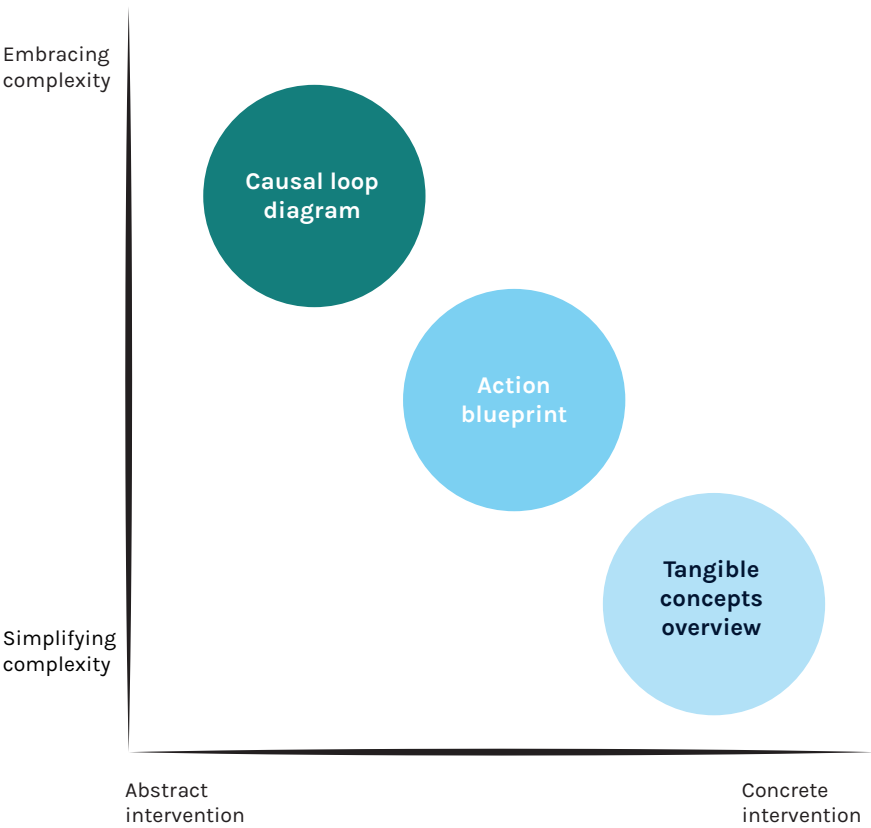 Embracing
complexity
Causal loop
diagram
Action
blueprint
Tangible
concepts
overview
Simplifying
complexity
Abstract
intervention
Concrete
intervention